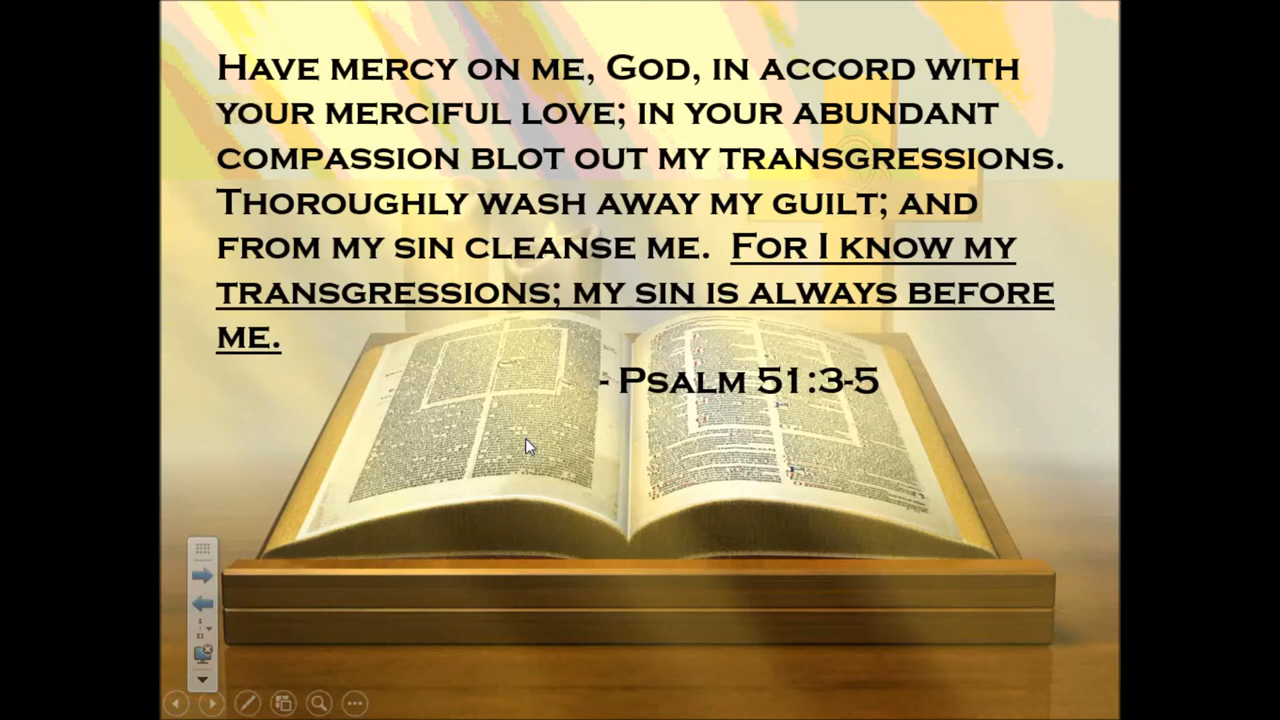 Have mercy on me, God, in accord with
your merciful love; in your abundant
compassion blot out my transgressions.
Thoroughly wash away my guilt; and
from my sin cleanse me. For I know my
transgressions; my sin is always before
me.
- Psalm 51:3-5